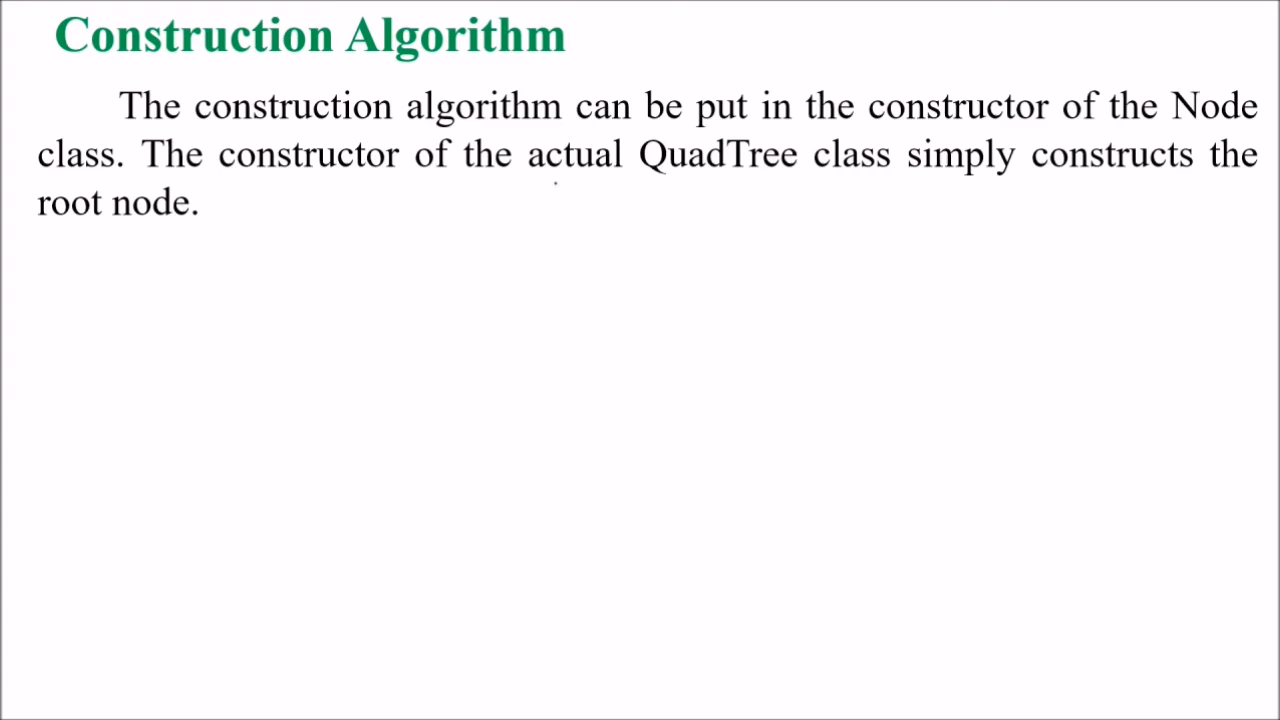 Construction Algorithm
The construction algorithm can be put in the constructor of the Node
class. The constructor of the actual QuadTree class simply constructs the
root node.